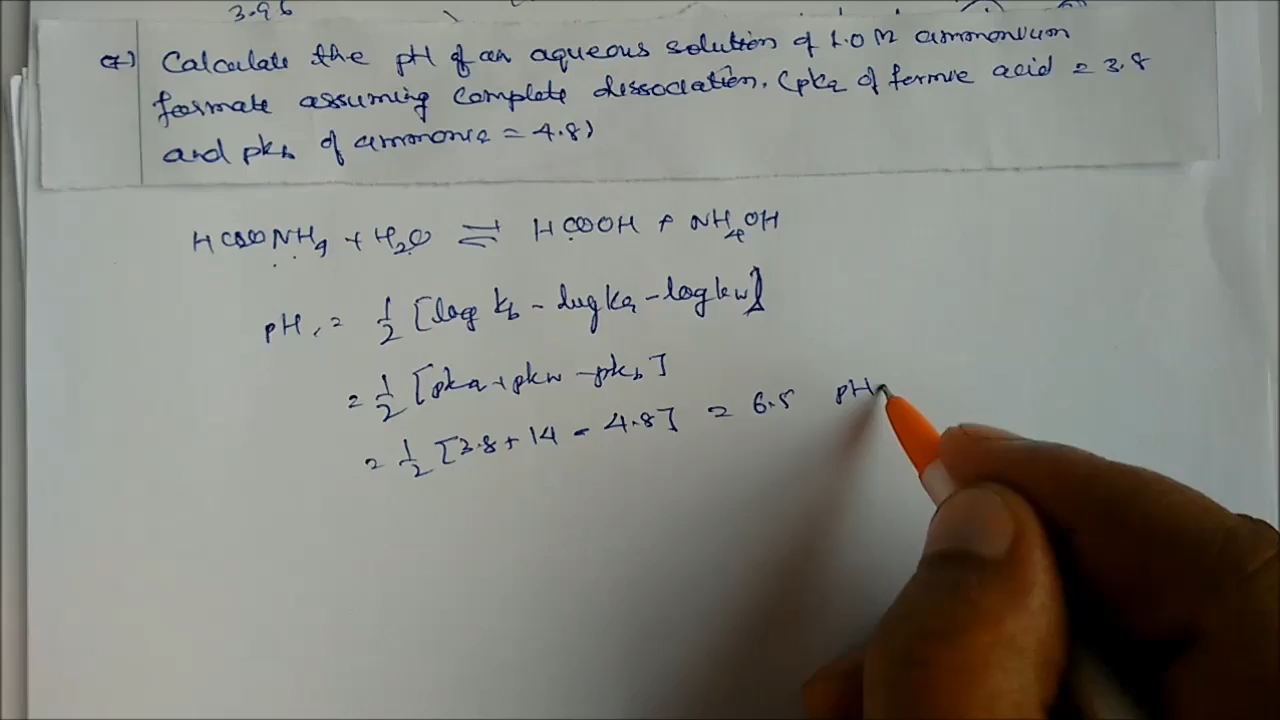 3.96
Q) Calculate the pH of an aqueous solution of 1.0 M ammonium
formate assuming complete dissociation. (pka of formic acid = 3.8
and pkb of ammonia = 4.8)
HCOONH4 + H2O ⇌ HCOOH + NH4OH
pH = 1/2 [log kb - log ka - log kw]
= 1/2 [pka + pkw - pkb]
= 1/2 [3.8 + 14 - 4.8] = 6.5 pH